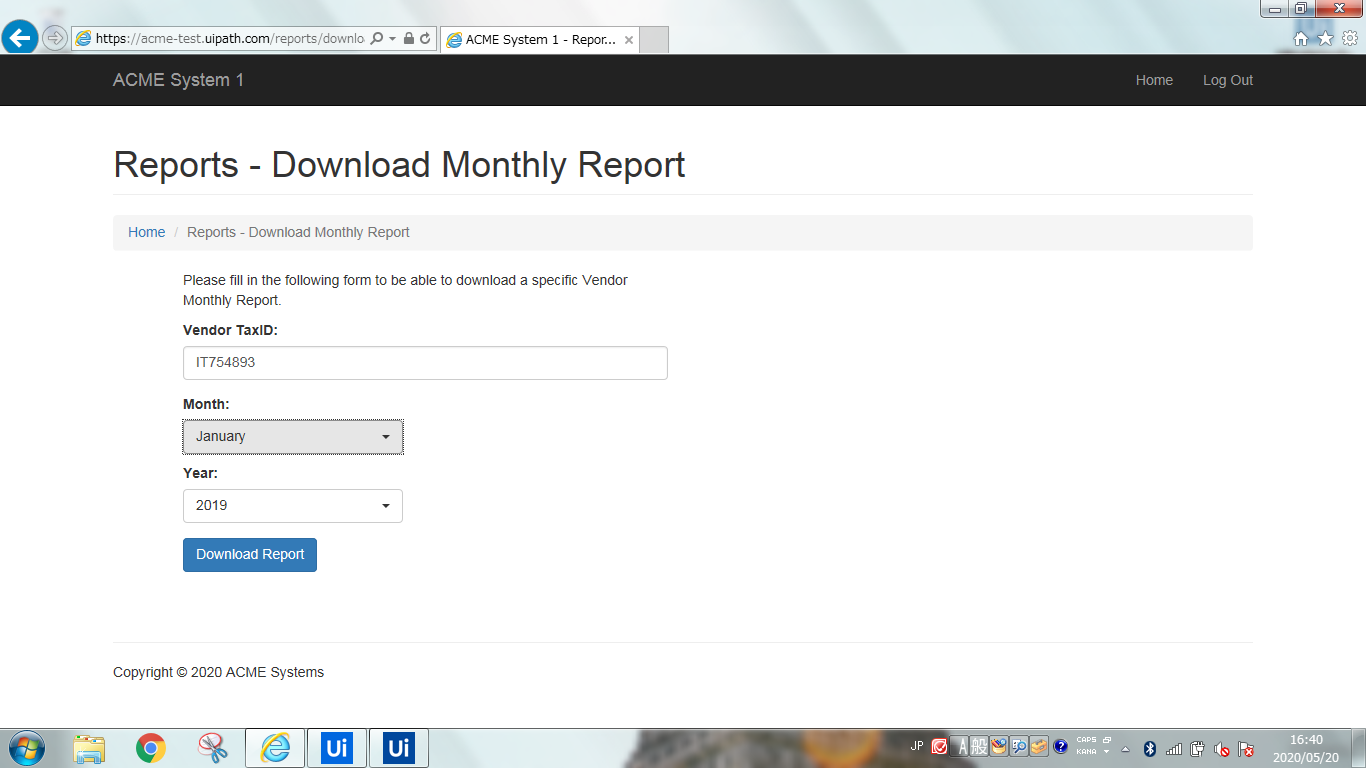 https://acme-test.uipath.com/reports/downlo
ACME System 1 - Repor...
ACME System 1
Home
Log Out
Reports - Download Monthly Report
Home / Reports - Download Monthly Report
Please fill in the following form to be able to download a specific Vendor
Monthly Report.
Vendor TaxID:
IT754893
Month:
January
Year:
2019
Download Report
Copyright © 2020 ACME Systems
Ui
Ui
JP
A般
CAPS
KANA
16:40
2020/05/20